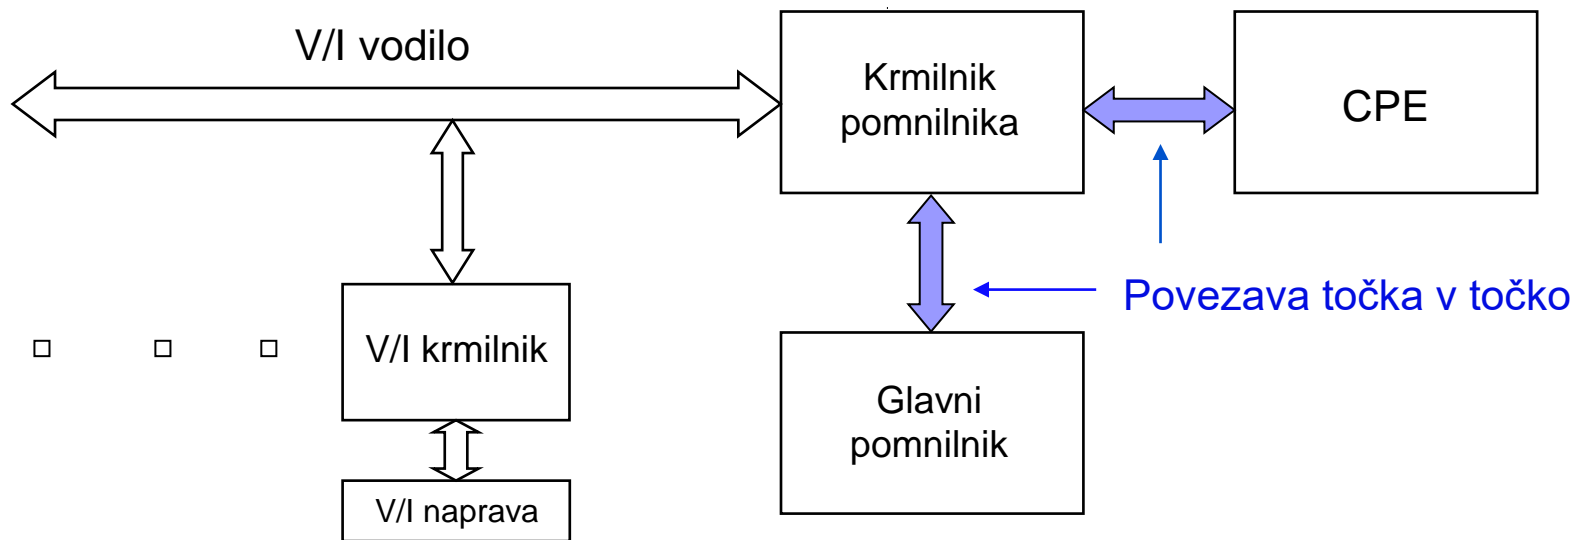 V/I vodilo
Krmilnik
pomnilnika
CPE
Povezava točka v točko
V/I krmilnik
Glavni
pomnilnik
V/I naprava